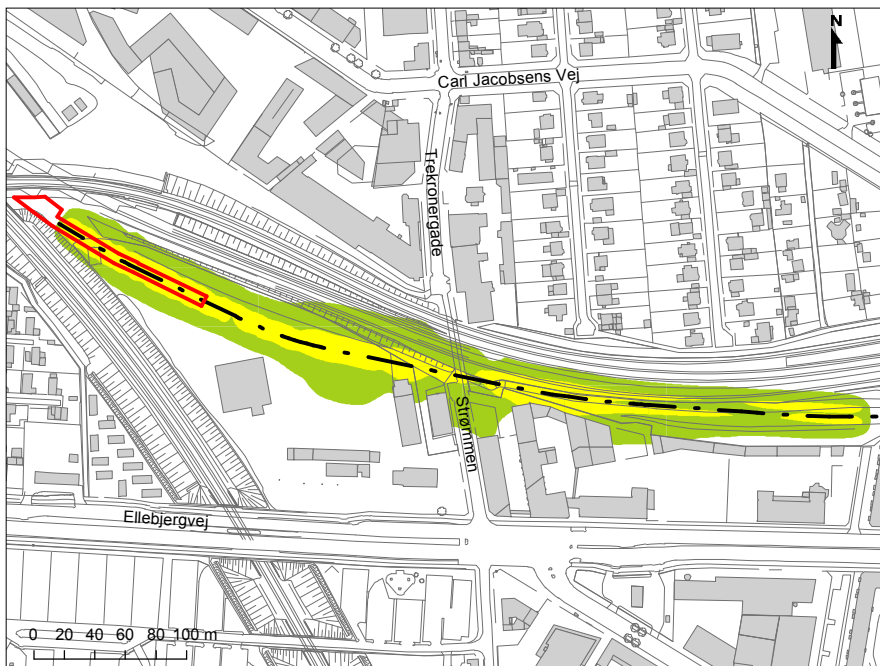 N
Carl Jacobsens Vej
Trekronergade
Strømmen
Ellebjergvej
0 20 40 60 80 100 m